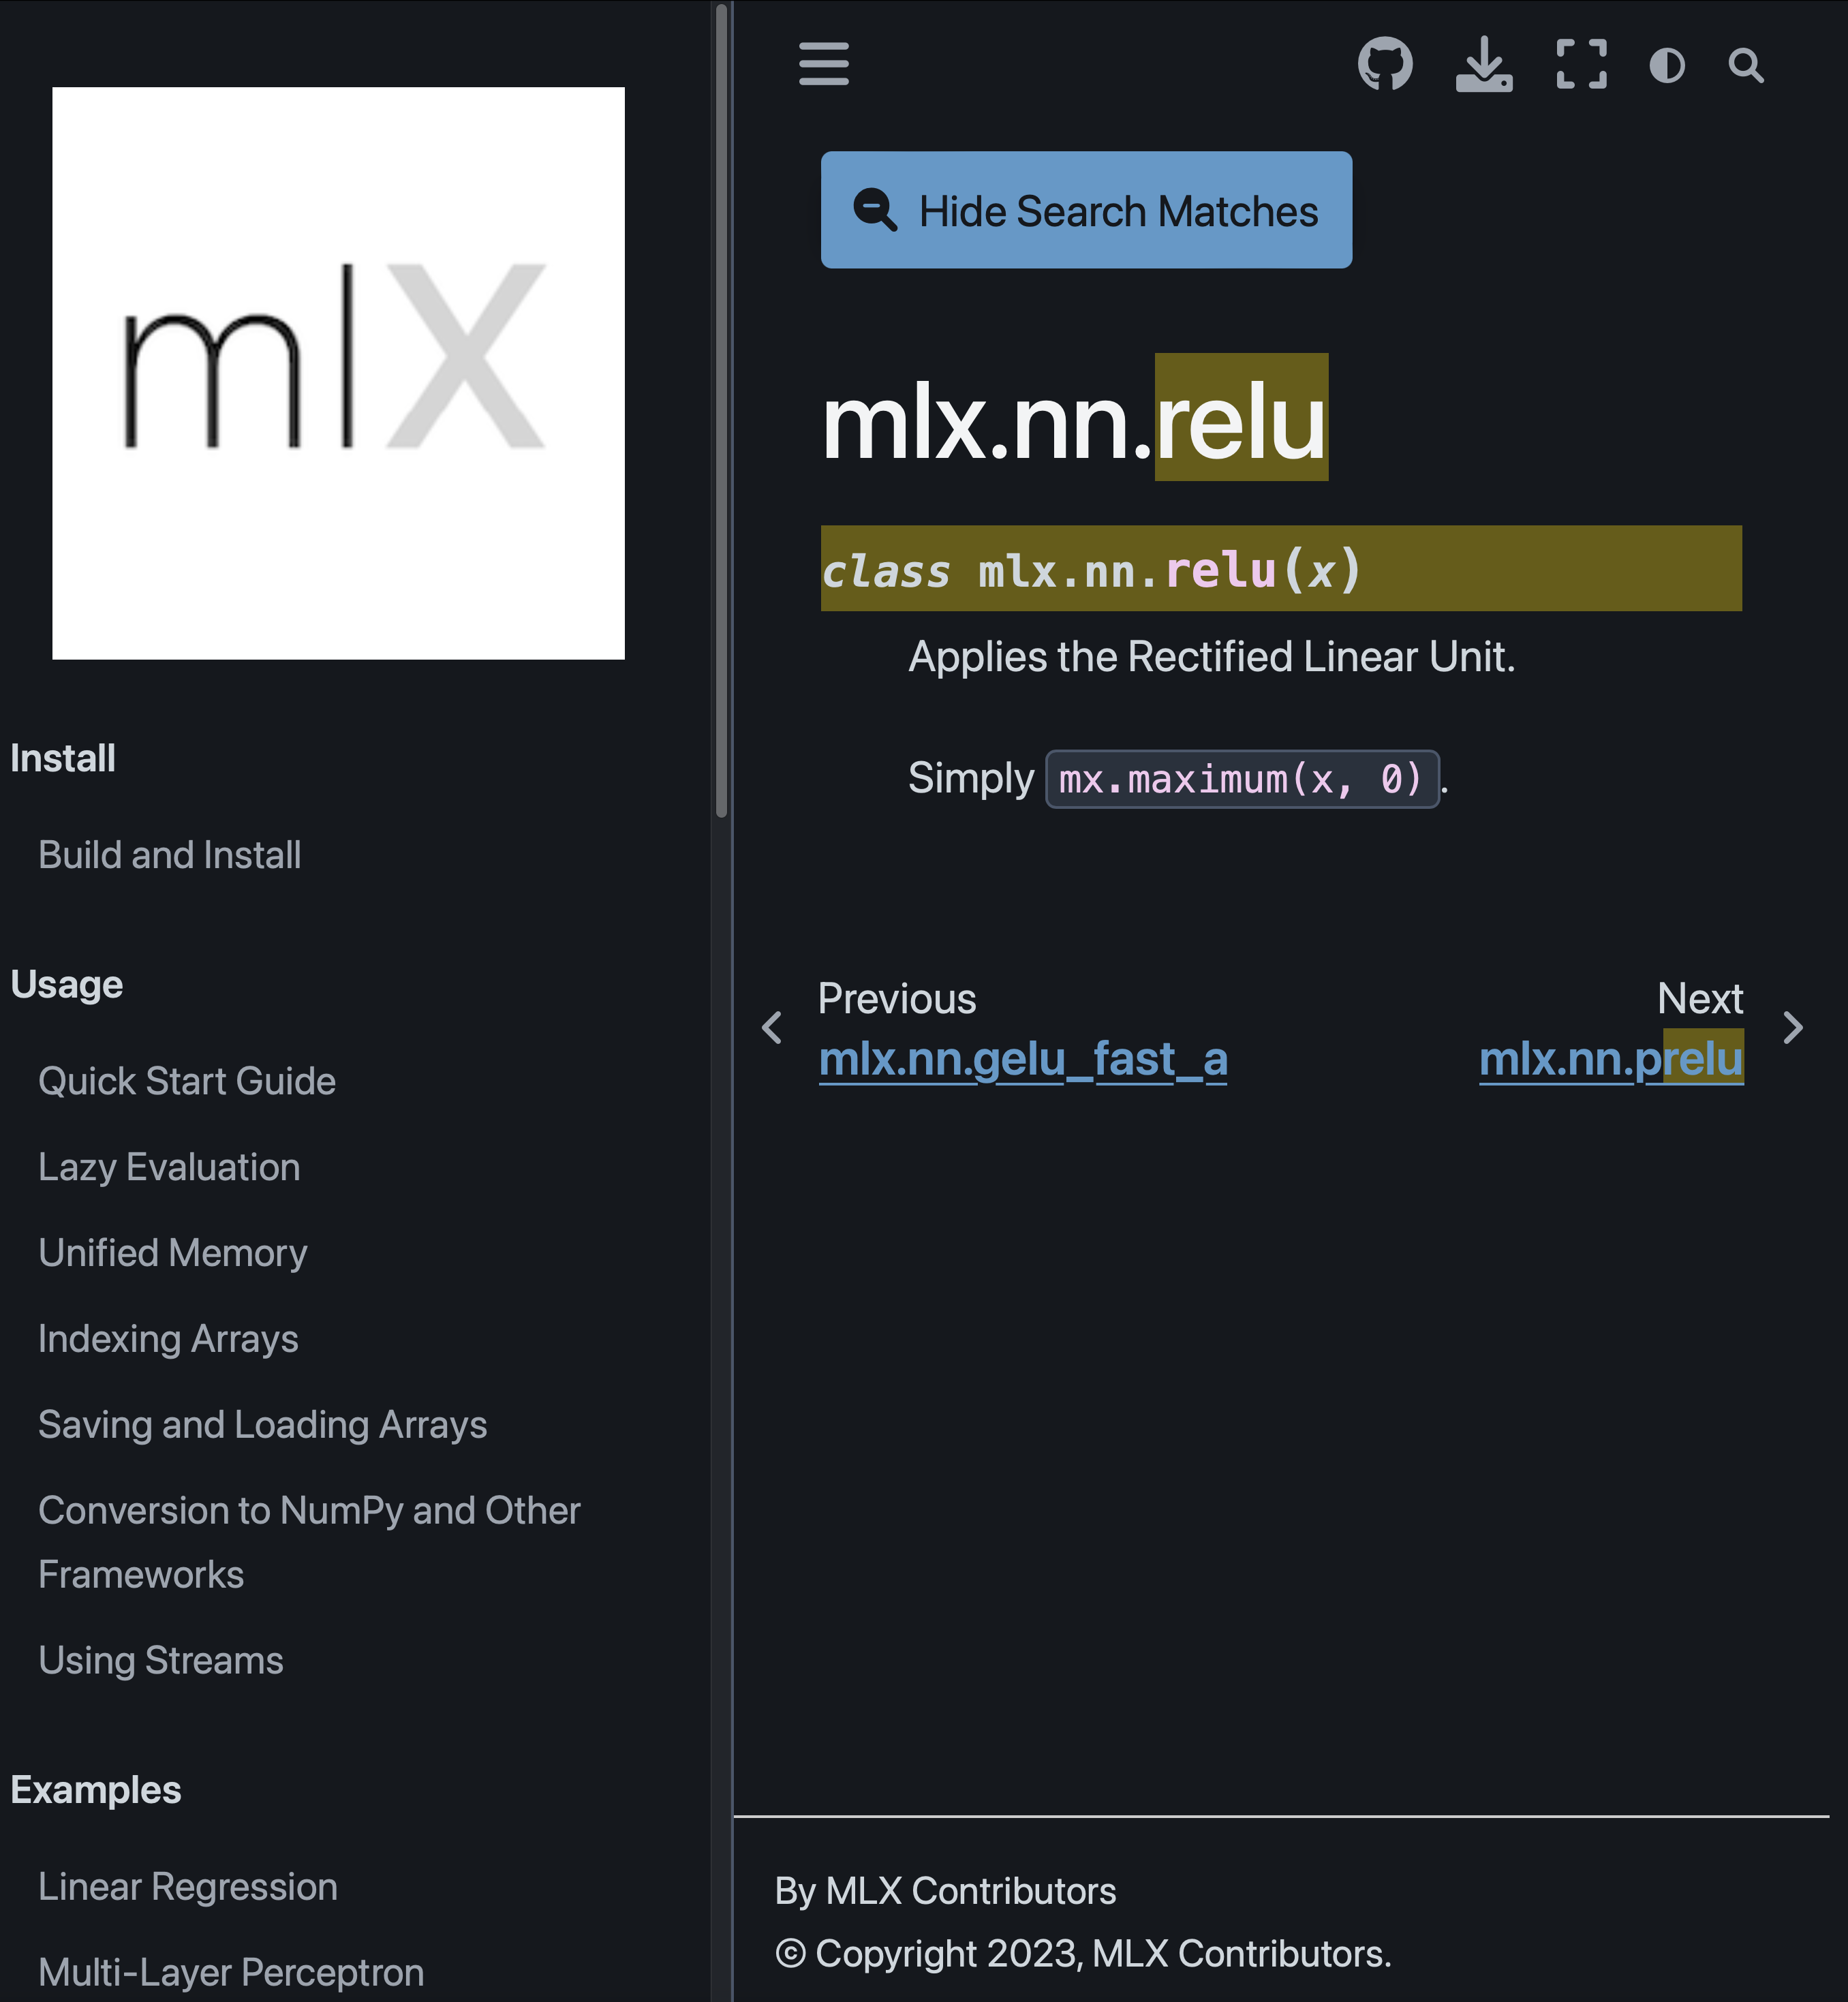 mlX
Install
Build and Install
Usage
Quick Start Guide
Lazy Evaluation
Unified Memory
Indexing Arrays
Saving and Loading Arrays
Conversion to NumPy and Other
Frameworks
Using Streams
Examples
Linear Regression
Multi-Layer Perceptron
Hide Search Matches
mlx.nn.relu
class mlx.nn.relu(x)
Applies the Rectified Linear Unit.
Simply mx.maximum(x, 0).
Previous
mlx.nn.gelu_fast_a
Next
mlx.nn.prelu
By MLX Contributors
© Copyright 2023, MLX Contributors.